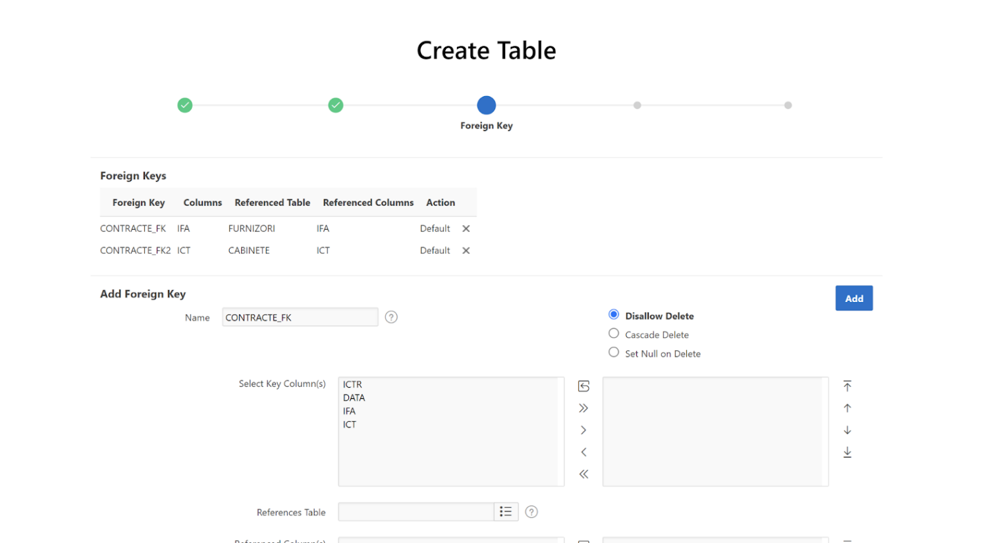 Create Table
Foreign Key
Foreign Keys
Foreign Key Columns Referenced Table Referenced Columns Action
CONTRACTE_FK IFA FURNIZORI IFA Default
CONTRACTE_FK2 ICT CABINETE ICT Default
Add Foreign Key
Add
Name CONTRACTE_FK
Disallow Delete
Cascade Delete
Set Null on Delete
Select Key Column(s)
ICTR
DATA
IFA
ICT
References Table
Referenced Column(s)